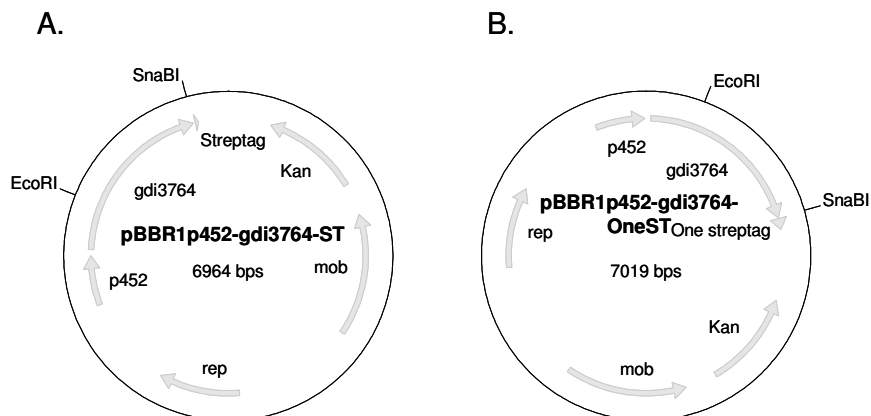 A.
SnaBI
EcoRI
Streptag
Kan
gdi3764
pBBR1p452-gdi3764-ST
6964 bps
p452
mob
rep
B.
EcoRI
SnaBI
p452
gdi3764
pBBR1p452-gdi3764-
OneST
One streptag
rep
7019 bps
Kan
mob